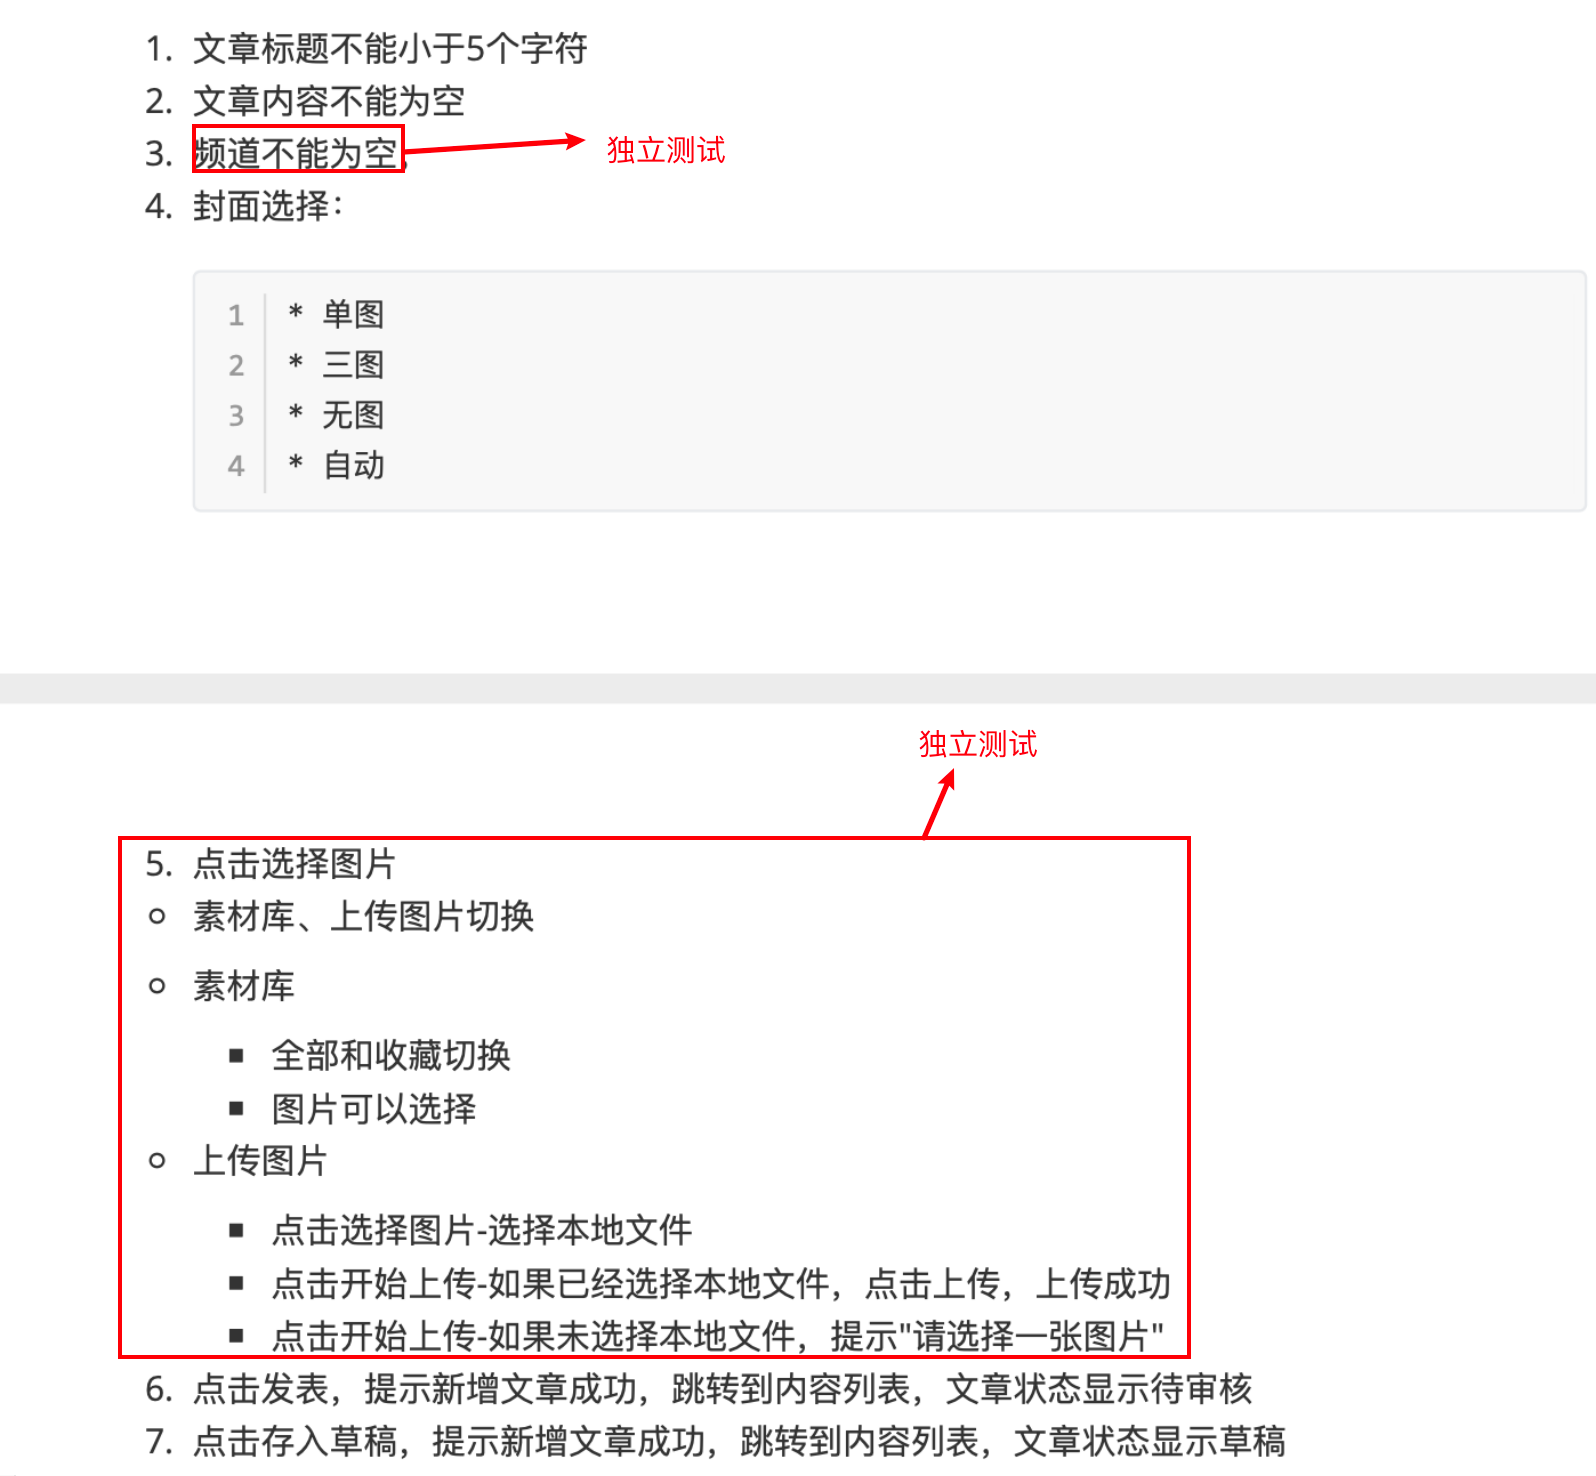 1. 文章标题不能小于5个字符
2. 文章内容不能为空
3. 频道不能为空 独立测试
4. 封面选择：
1 * 单图
2 * 三图
3 * 无图
4 * 自动
独立测试
5. 点击选择图片
素材库、上传图片切换
素材库
全部和收藏切换
图片可以选择
上传图片
点击选择图片-选择本地文件
点击开始上传-如果已经选择本地文件，点击上传，上传成功
点击开始上传-如果未选择本地文件，提示"请选择一张图片"
6. 点击发表，提示新增文章成功，跳转到内容列表，文章状态显示待审核
7. 点击存入草稿，提示新增文章成功，跳转到内容列表，文章状态显示草稿